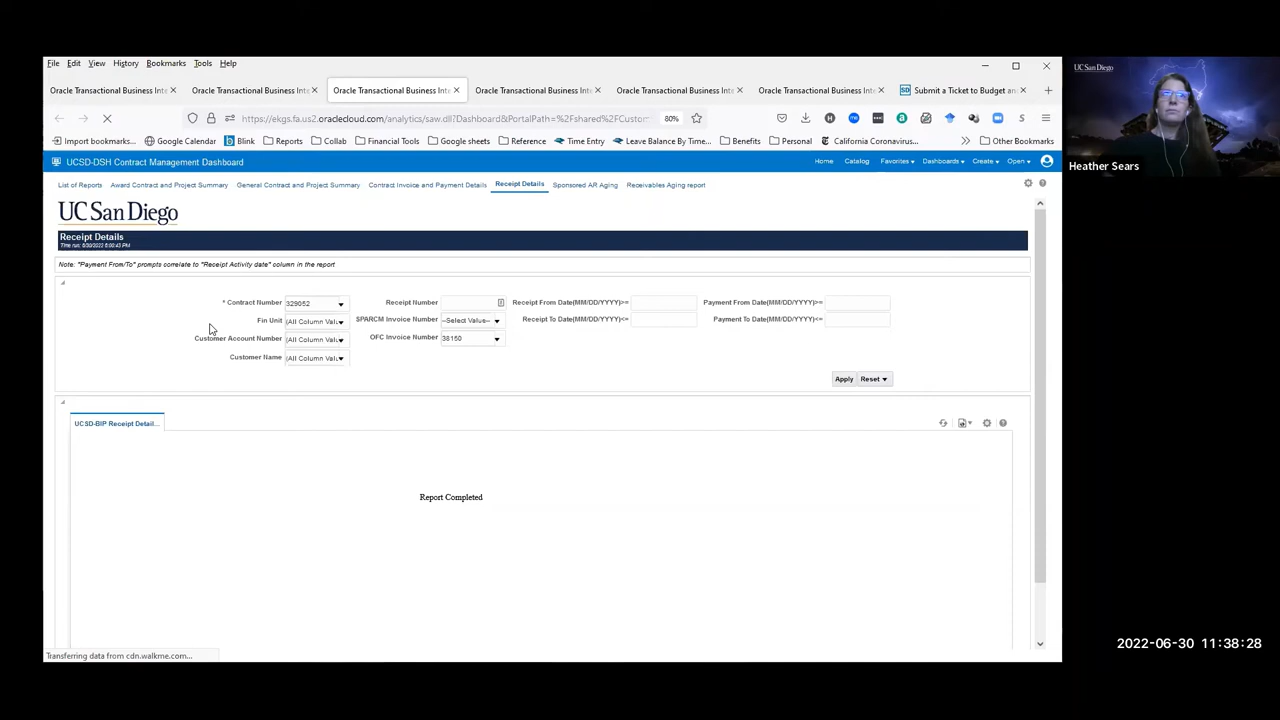 File Edit View History Bookmarks Tools Help
Oracle Transactional Business Inte Oracle Transactional Business Inte Oracle Transactional Business Inte Oracle Transactional Business Inte Oracle Transactional Business Inte Oracle Transactional Business Inte Submit a Ticket to Budget and
https://ekgs.fa.us2.oraclecloud.com/analytics/saw.dll?Dashboard&PortalPath=%2Fshared%2FCustom 80%
Import bookmarks... Google Calendar Blink Reports Collab Financial Tools Google sheets Reference Time Entry Leave Balance By Time... Benefits Personal California Coronavirus... Other Bookmarks
UCSD-DSH Contract Management Dashboard Home Catalog Favorites Dashboards Create Open
List of Reports Award Contract and Project Summary General Contract and Project Summary Contract Invoice and Payment Details Receipt Details Sponsored AR Aging Receivables Aging report
UC San Diego
Receipt Details
Note: "Payment From/To" prompts correlate to "Receipt Activity date" column in the report
* Contract Number 329052 Receipt Number Receipt From Date(MM/DD/YYYY)>= Payment From Date(MM/DD/YYYY)>=
Fin Unit (All Column Valu $PARCM Invoice Number --Select Value-- Receipt To Date(MM/DD/YYYY)<= Payment To Date(MM/DD/YYYY)<=
Customer Account Number (All Column Valu OFC Invoice Number 38150
Customer Name (All Column Valu
Apply Reset
UCSD-BIP Receipt Detail...
Report Completed
Transferring data from cdn.walkme.com...
UC San Diego
Heather Sears
2022-06-30 11:38:28